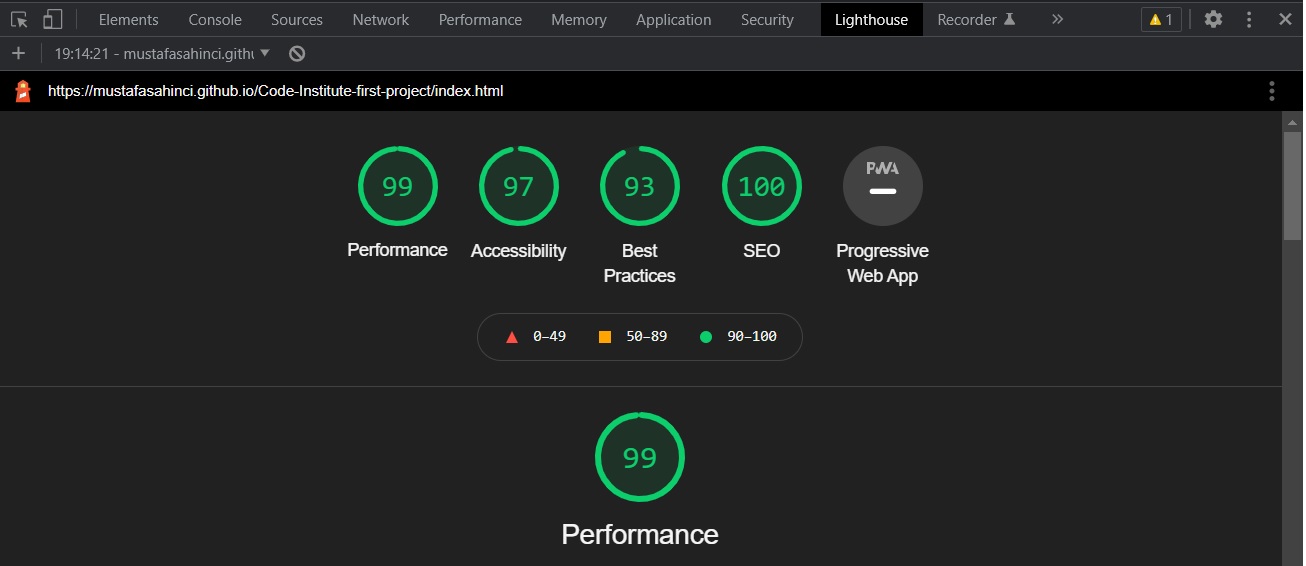 Elements Console Sources Network Performance Memory Application Security Lighthouse Recorder 1
19:14:21 - mustafasahinci.githu
https://mustafasahinci.github.io/Code-Institute-first-project/index.html
99 97 93 100 PWA
Performance Accessibility Best Practices SEO Progressive Web App
0–49 50–89 90–100
99
Performance